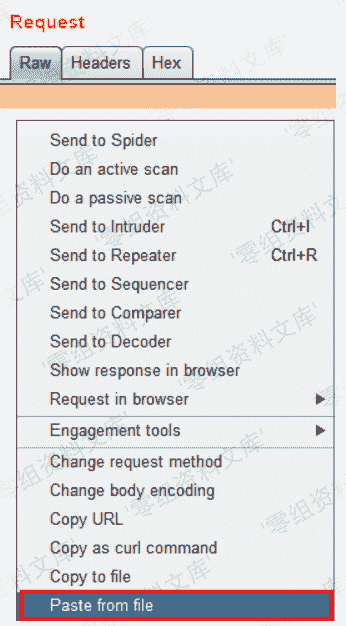 Request
Raw Headers Hex
Send to Spider
Do an active scan
Do a passive scan
Send to Intruder Ctrl+I
Send to Repeater Ctrl+R
Send to Sequencer
Send to Comparer
Send to Decoder
Show response in browser
Request in browser
Engagement tools
Change request method
Change body encoding
Copy URL
Copy as curl command
Copy to file
Paste from file
'零组资料文库'